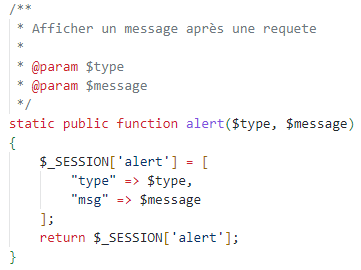 /**
 * Afficher un message après une requete
 *
 * @param $type
 * @param $message
 */
static public function alert($type, $message)
{
    $_SESSION['alert'] = [
        "type" => $type,
        "msg" => $message
    ];
    return $_SESSION['alert'];
}